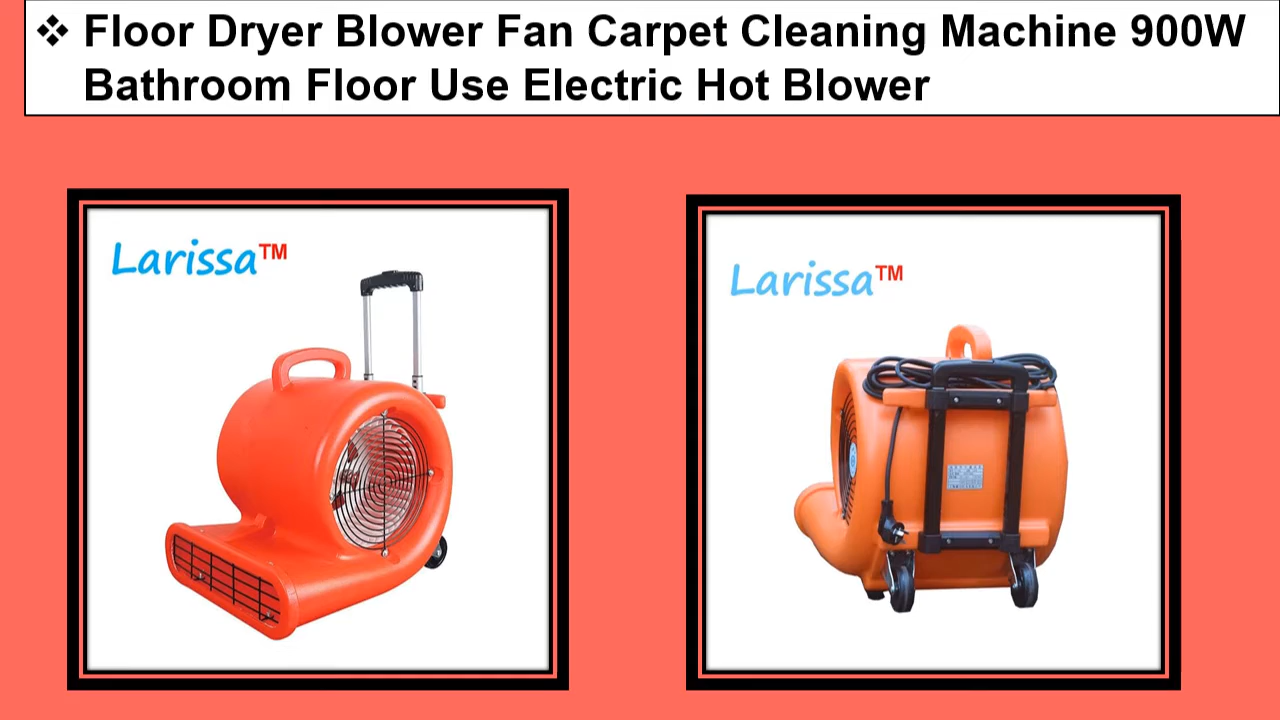 ❖ Floor Dryer Blower Fan Carpet Cleaning Machine 900W
Bathroom Floor Use Electric Hot Blower
Larissa™
Larissa™